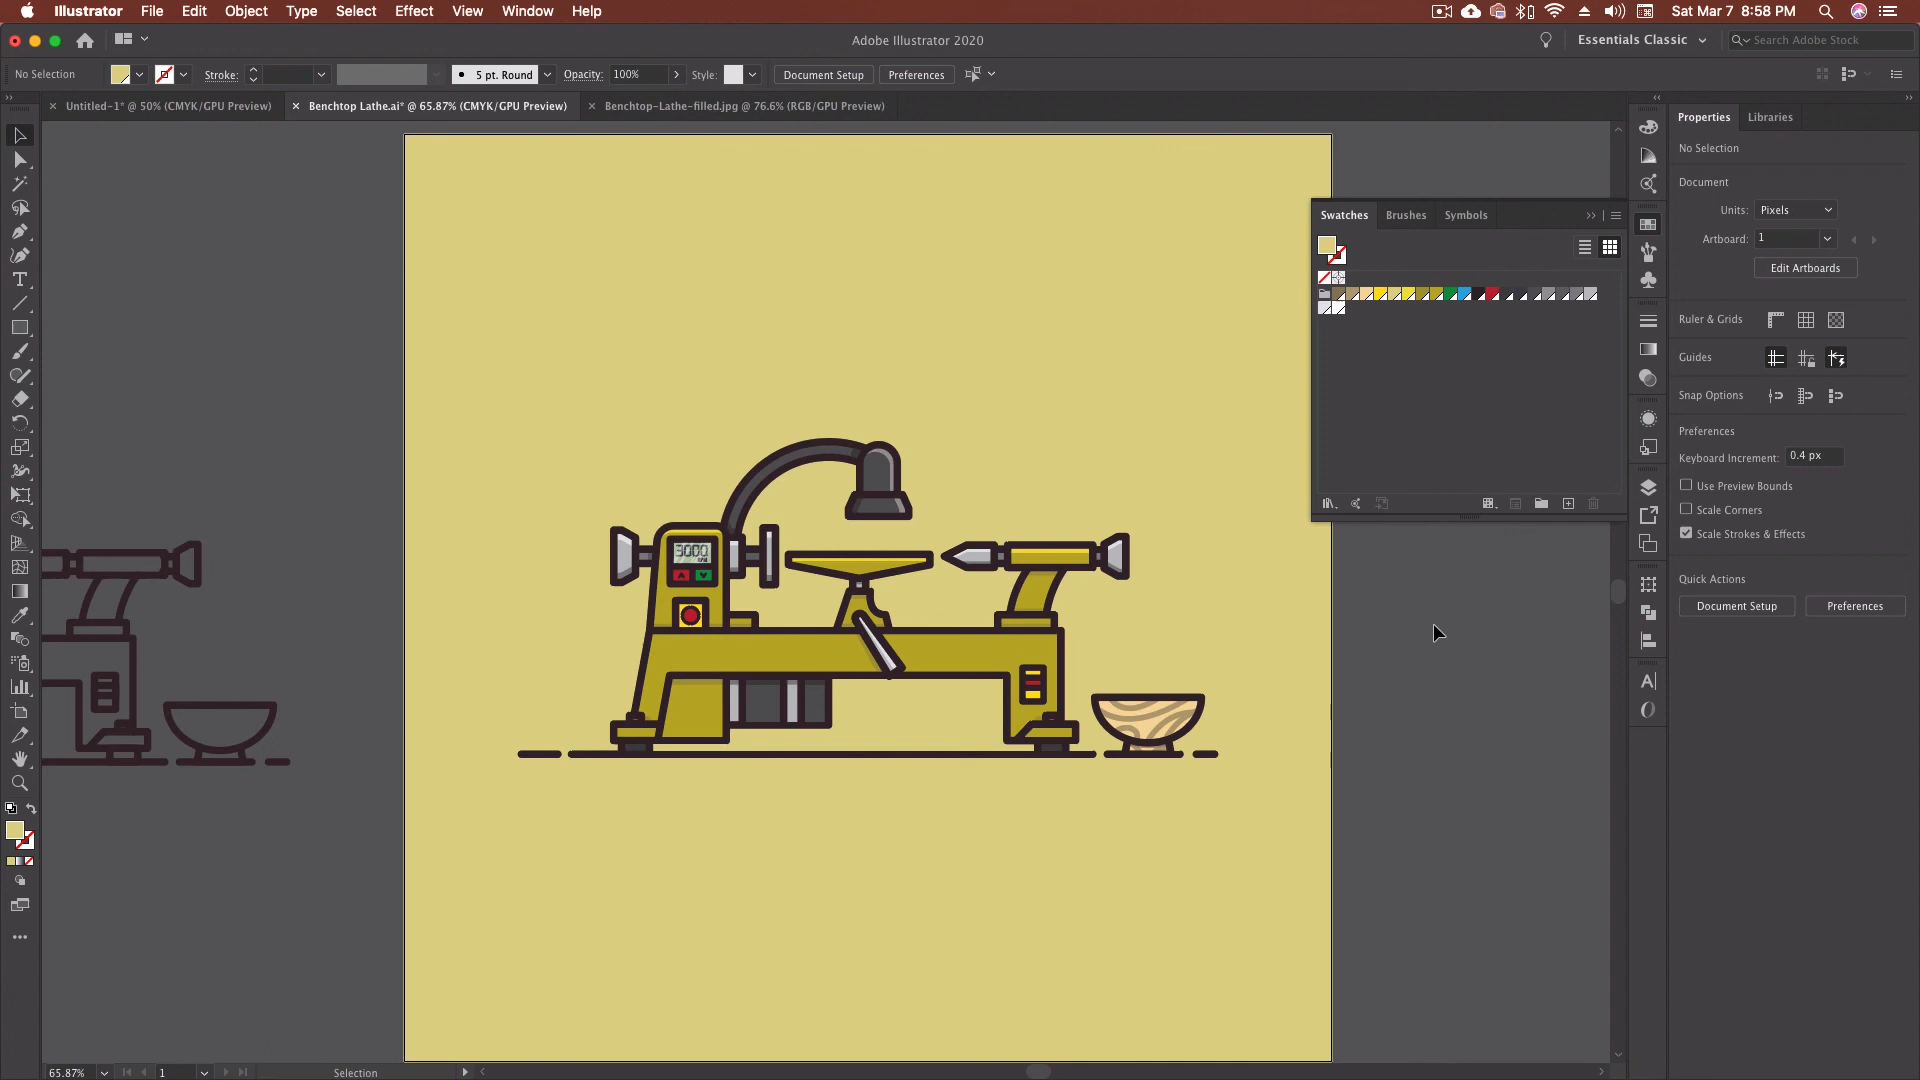 Illustrator File Edit Object Type Select Effect View Window Help
Sat Mar 7 8:58 PM
Adobe Illustrator 2020
Essentials Classic
Search Adobe Stock
No Selection
Stroke:
5 pt. Round
Opacity: 100%
Style:
Document Setup
Preferences
Untitled-1* @ 50% (CMYK/GPU Preview)
Benchtop Lathe.ai* @ 65.87% (CMYK/GPU Preview)
Benchtop-Lathe-filled.jpg @ 76.6% (RGB/GPU Preview)
Swatches Brushes Symbols
3000
Properties Libraries
No Selection
Document
Units: Pixels
Artboard: 1
Edit Artboards
Ruler & Grids
Guides
Snap Options
Preferences
Keyboard Increment: 0.4 px
Use Preview Bounds
Scale Corners
Scale Strokes & Effects
Quick Actions
Document Setup
Preferences
65.87%
1
Selection